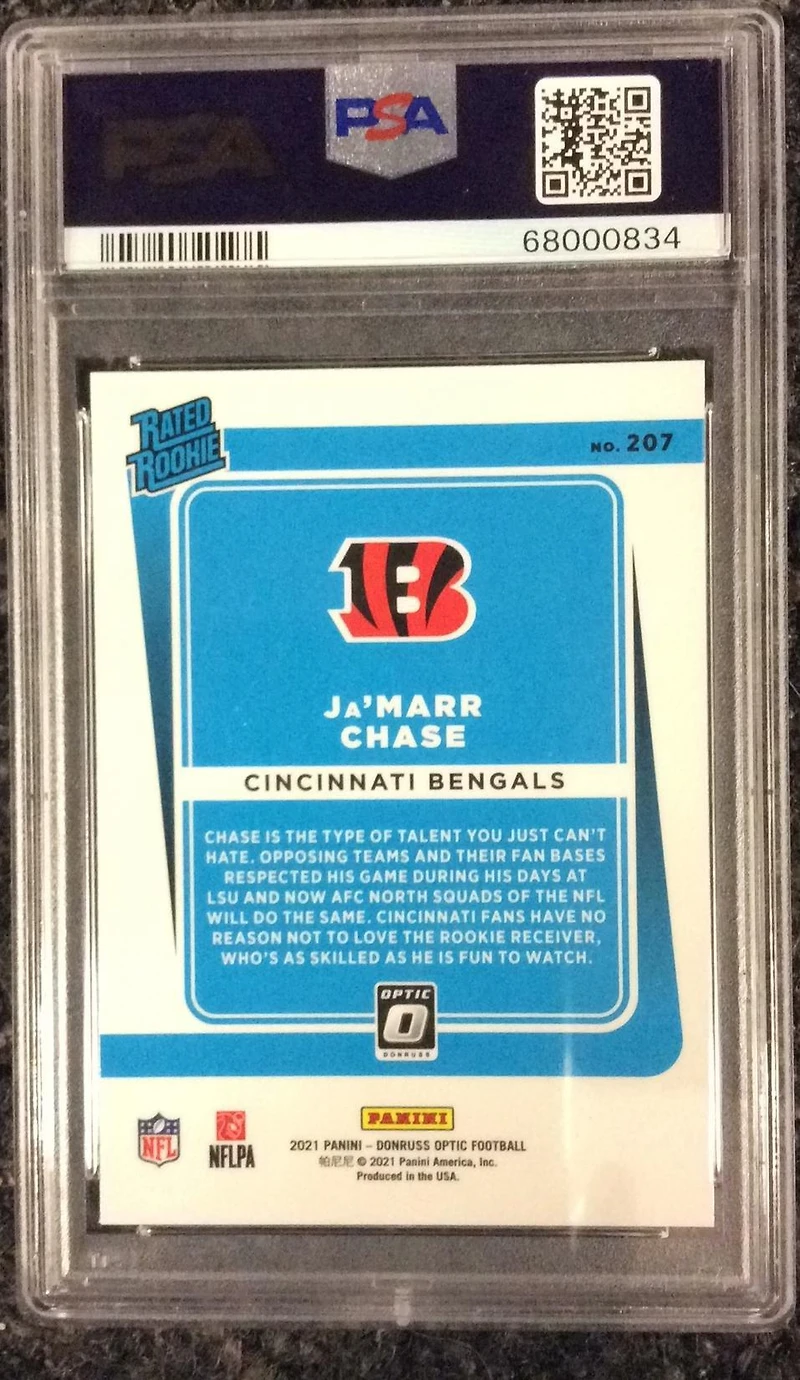 PSA
PSA
68000834
RATED
ROOKIE
NO. 207
B
JA'MARR
CHASE
CINCINNATI BENGALS
CHASE IS THE TYPE OF TALENT YOU JUST CAN'T
HATE. OPPOSING TEAMS AND THEIR FAN BASES
RESPECTED HIS GAME DURING HIS DAYS AT
LSU AND NOW AFC NORTH SQUADS OF THE NFL
WILL DO THE SAME. CINCINNATI FANS HAVE NO
REASON NOT TO LOVE THE ROOKIE RECEIVER,
WHO'S AS SKILLED AS HE IS FUN TO WATCH.
OPTIC
O
DONRUSS
PANINI
NFL
NFLPA
2021 PANINI – DONRUSS OPTIC FOOTBALL
帕尼尼 © 2021 Panini America, Inc.
Produced in the USA.